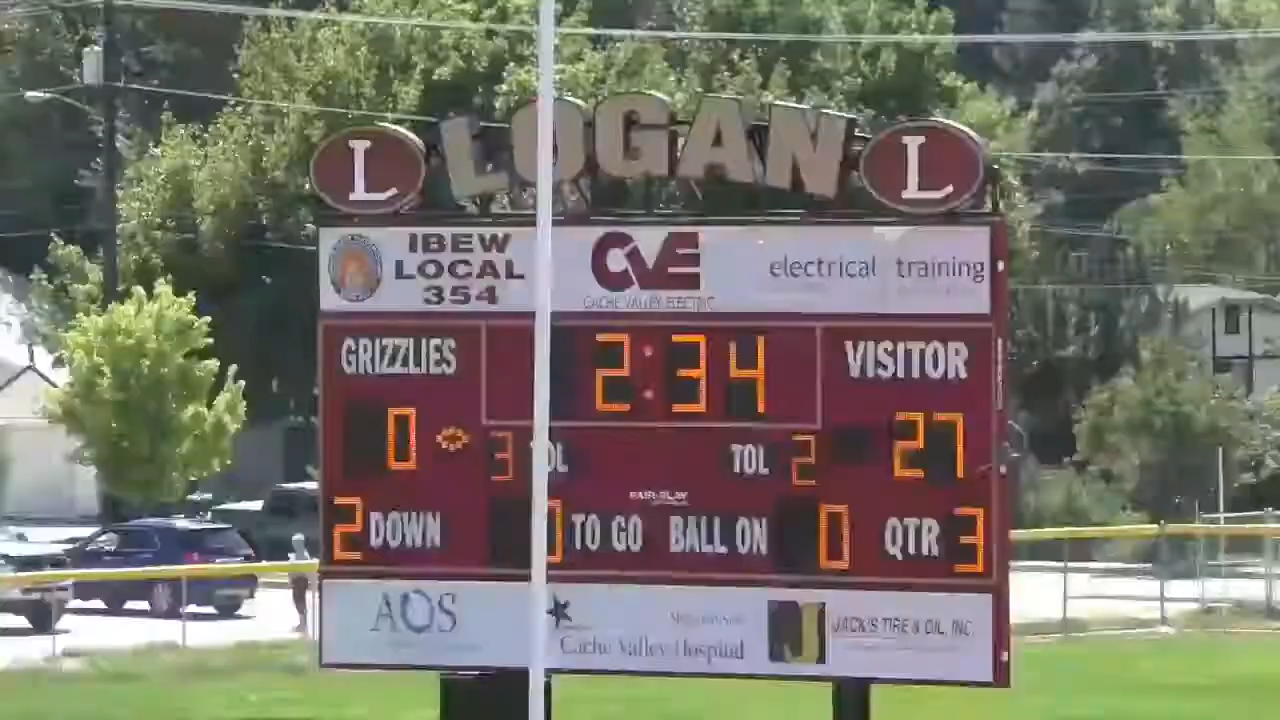 L LOGAN L
IBEW
LOCAL
354
CVE
CACHE VALLEY ELECTRIC
electrical training
GRIZZLIES 2:34 VISITOR
0 3 TOL TOL 2 27
FAIR-PLAY
2 DOWN 0 TO GO BALL ON 0 QTR 3
AOS
Cache Valley Hospital
J JACK'S TIRE & OIL, INC.